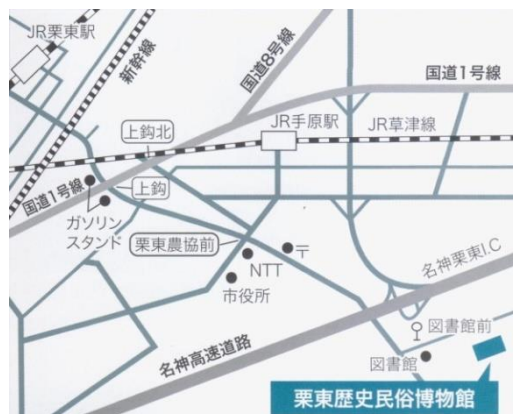 JR栗東駅
新幹線
国道8号線
国道1号線
上鈎北
JR手原駅
JR草津線
国道1号線
上鈎
ガソリン
スタンド
栗東農協前
〒
NTT
市役所
名神栗東I.C
名神高速道路
図書館前
図書館
栗東歴史民俗博物館